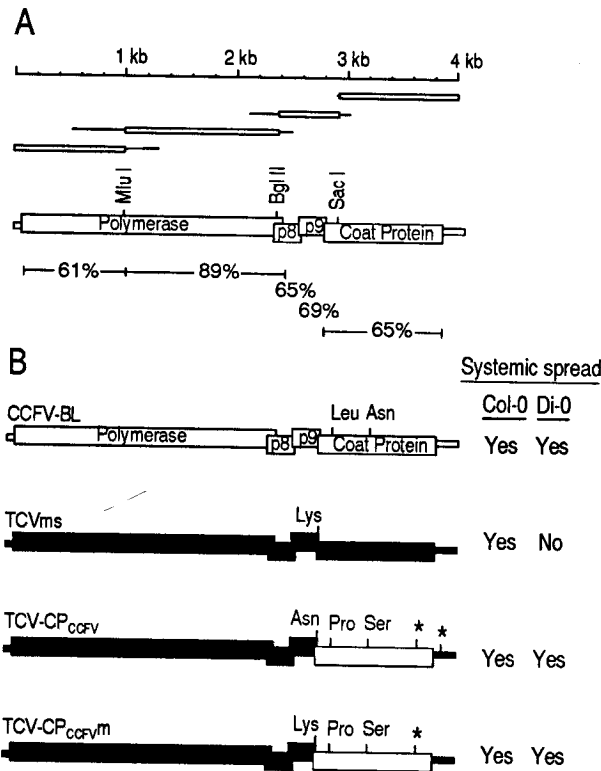 A
1 kb 2 kb 3 kb 4 kb
Mlu I Bgl II Sac I
Polymerase p8 p9 Coat Protein
61% 89% 65% 69% 65%
B
Systemic spread
Col-0 Di-0
CCFV-BL Leu Asn
Polymerase p8 p9 Coat Protein Yes Yes
TCVms Lys
Yes No
TCV-CPCCFV Asn Pro Ser * *
Yes Yes
TCV-CPCCFVm Lys Pro Ser *
Yes Yes